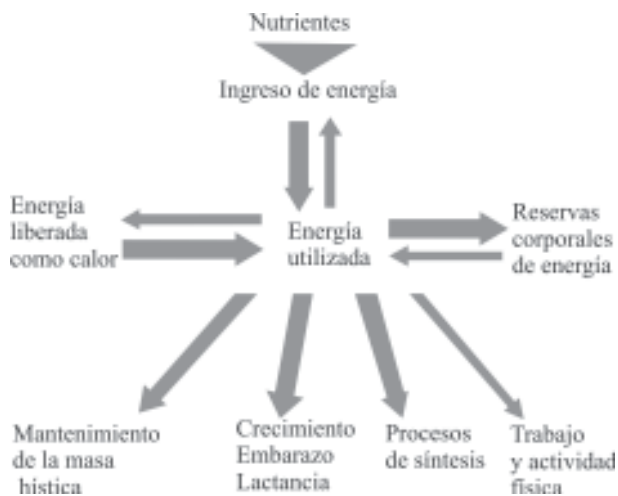 Nutrientes
Ingreso de energía
Energía
liberada
como calor
Energía
utilizada
Reservas
corporales
de energía
Mantenimiento
de la masa
hística
Crecimiento
Embarazo
Lactancia
Procesos
de síntesis
Trabajo
y actividad
física